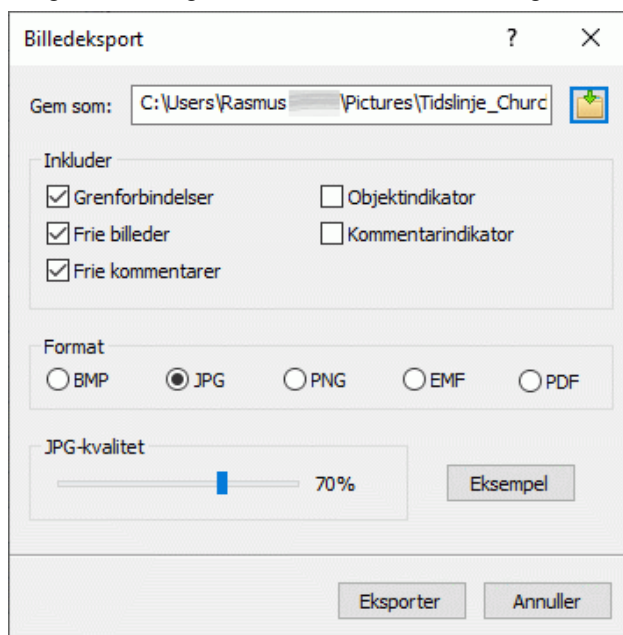 Billedeksport ? ×
Gem som: C:\Users\Rasmus \Pictures\Tidslinje_Churc
Inkluder
Grenforbindelser Objektindikator
Frie billeder Kommentarindikator
Frie kommentarer
Format
BMP JPG PNG EMF PDF
JPG-kvalitet
70% Eksempel
Eksporter Annuller